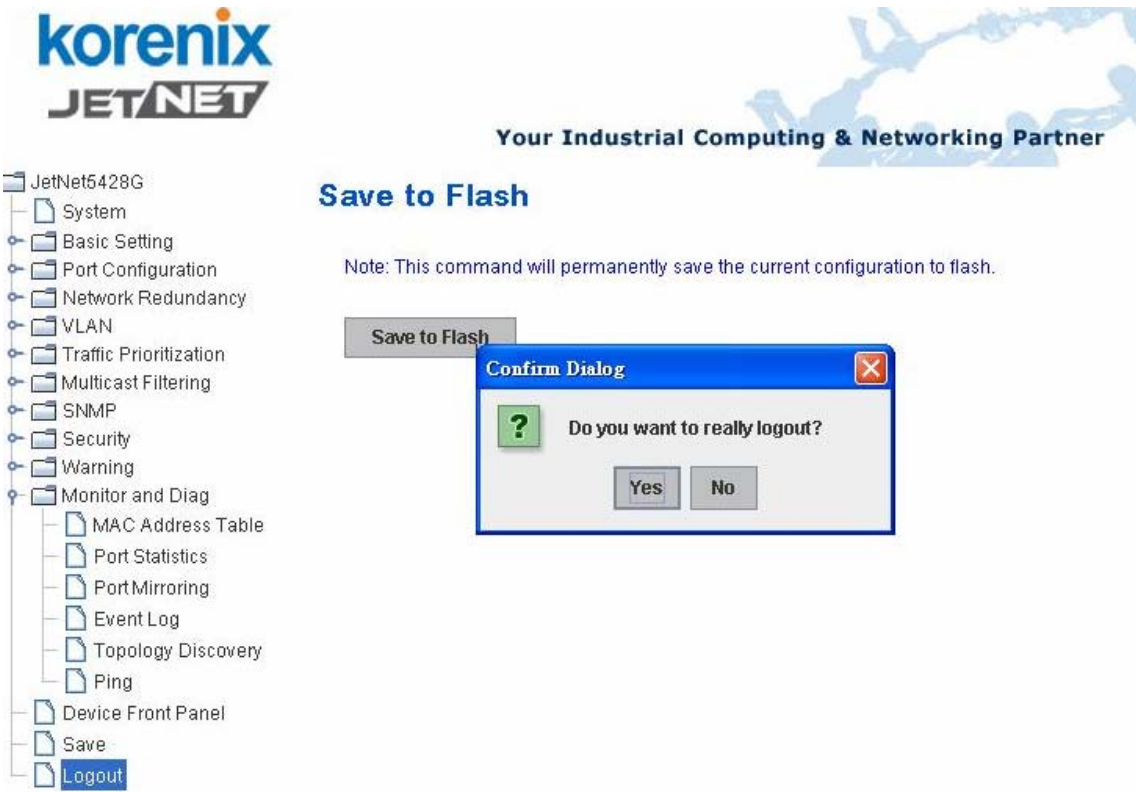 korenix
JET/NET
Your Industrial Computing & Networking Partner
JetNet5428G
System
Basic Setting
Port Configuration
Network Redundancy
VLAN
Traffic Prioritization
Multicast Filtering
SNMP
Security
Warning
Monitor and Diag
MAC Address Table
Port Statistics
Port Mirroring
Event Log
Topology Discovery
Ping
Device Front Panel
Save
Logout
Save to Flash
Note: This command will permanently save the current configuration to flash.
Save to Flash
Confirm Dialog
?
Do you want to really logout?
Yes
No